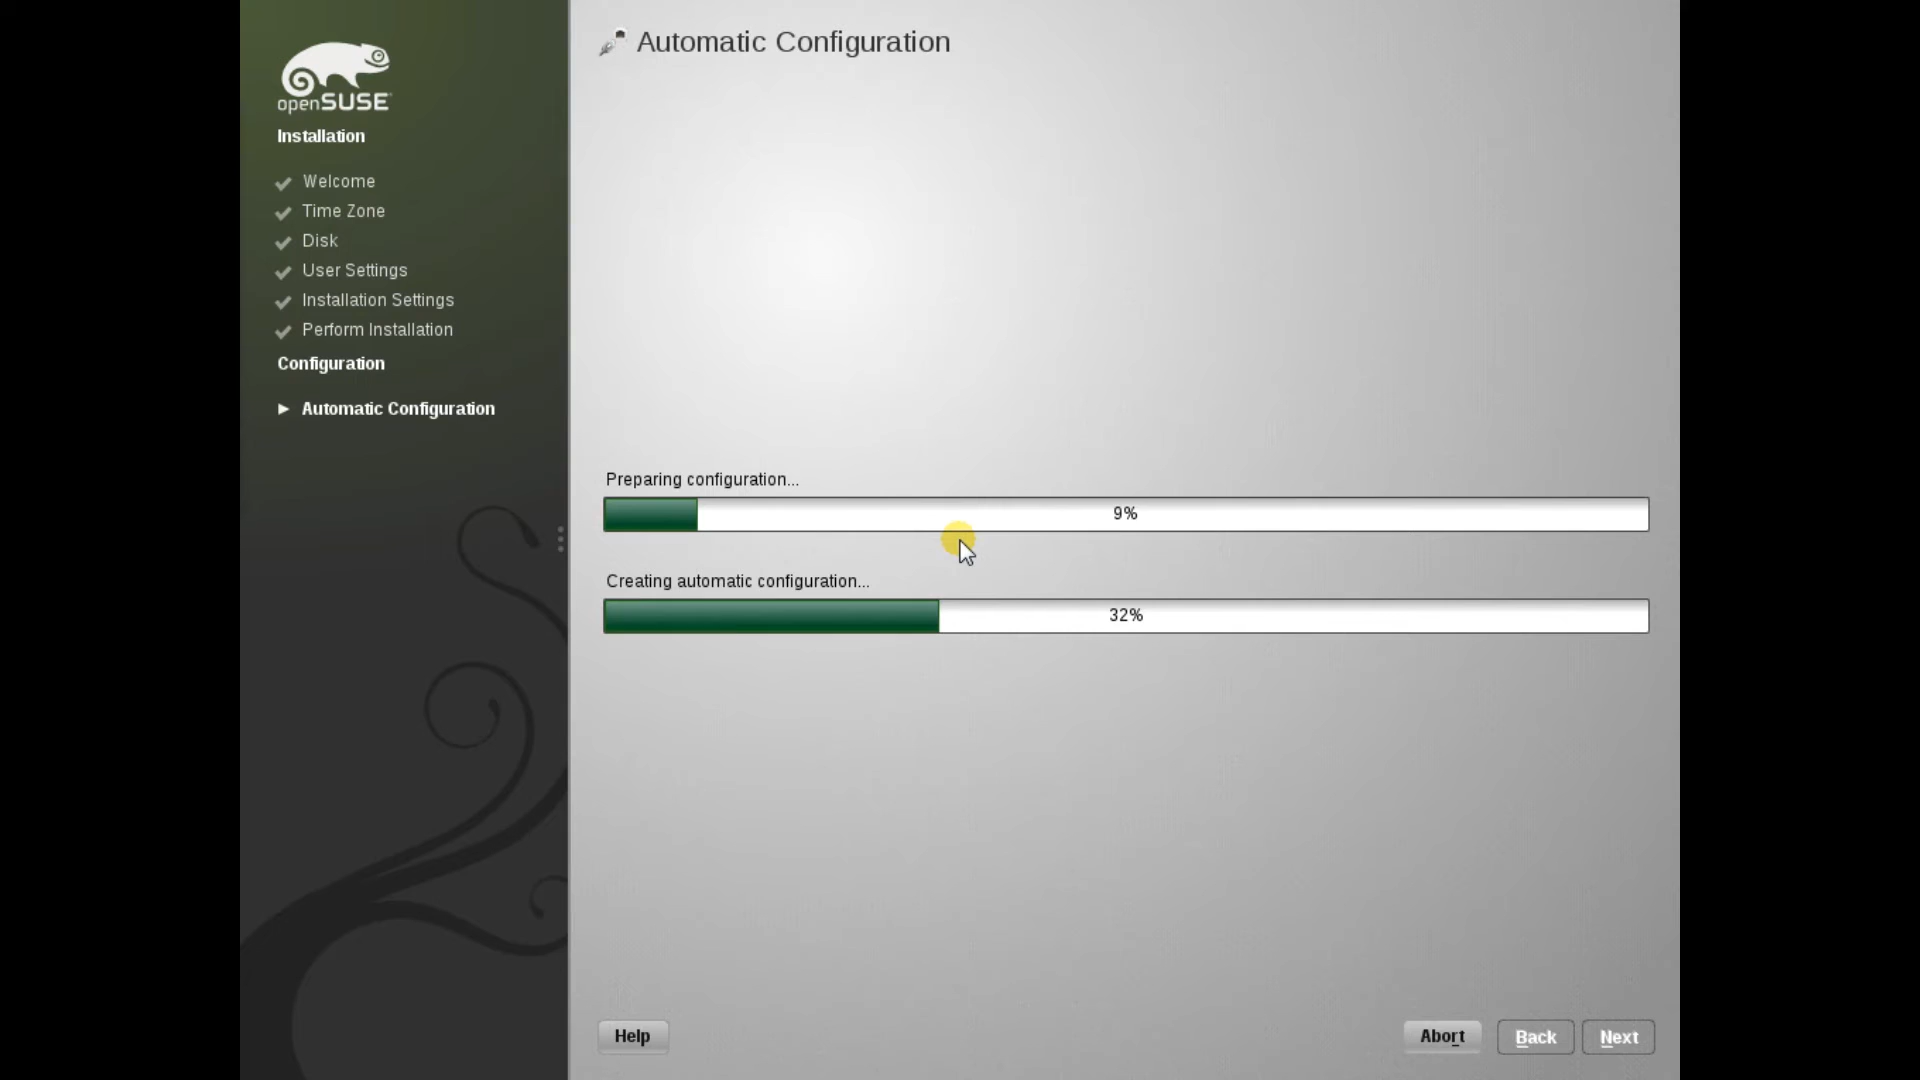 openSUSE
Installation
Welcome
Time Zone
Disk
User Settings
Installation Settings
Perform Installation
Configuration
Automatic Configuration
Automatic Configuration
Preparing configuration...
9%
Creating automatic configuration...
32%
Help
Abort
Back
Next